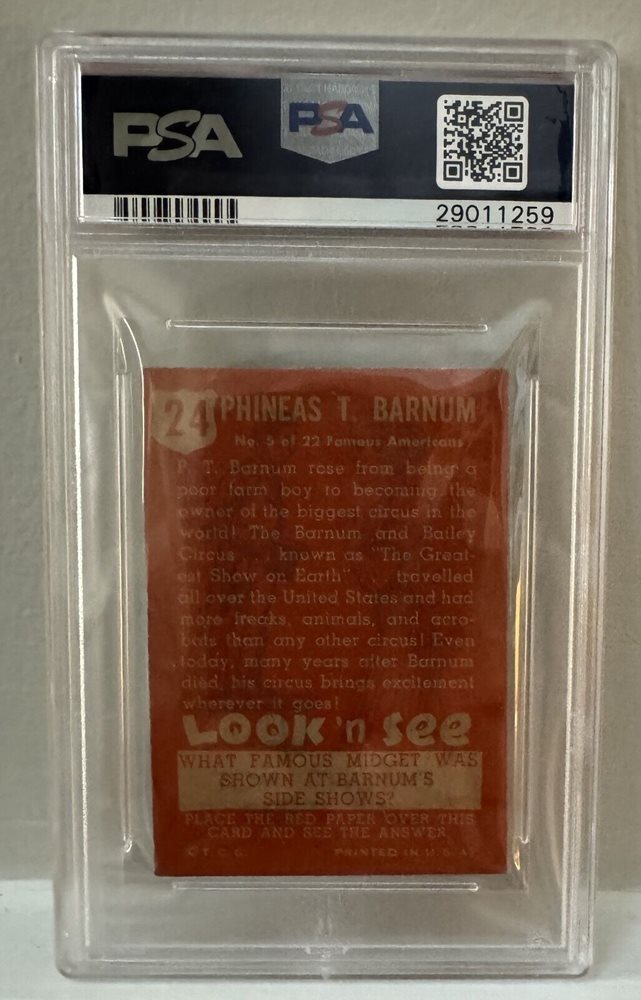 PSA
PSA
29011259
24 PHINEAS T. BARNUM
No. 5 of 22 Famous Americans
P. T. Barnum rose from being a
poor farm boy to becoming the
owner of the biggest circus in the
world! The Barnum and Bailey
Circus . . . known as "The Great-
est Show on Earth" . . . travelled
all over the United States and had
more freaks, animals, and acro-
bats than any other circus! Even
today, many years after Barnum
died, his circus brings excitement
wherever it goes!
LOOK 'n SEE
WHAT FAMOUS MIDGET WAS
SHOWN AT BARNUM'S
SIDE SHOWS?
PLACE THE RED PAPER OVER THIS
CARD AND SEE THE ANSWER
© T. C. G. PRINTED IN U. S. A.